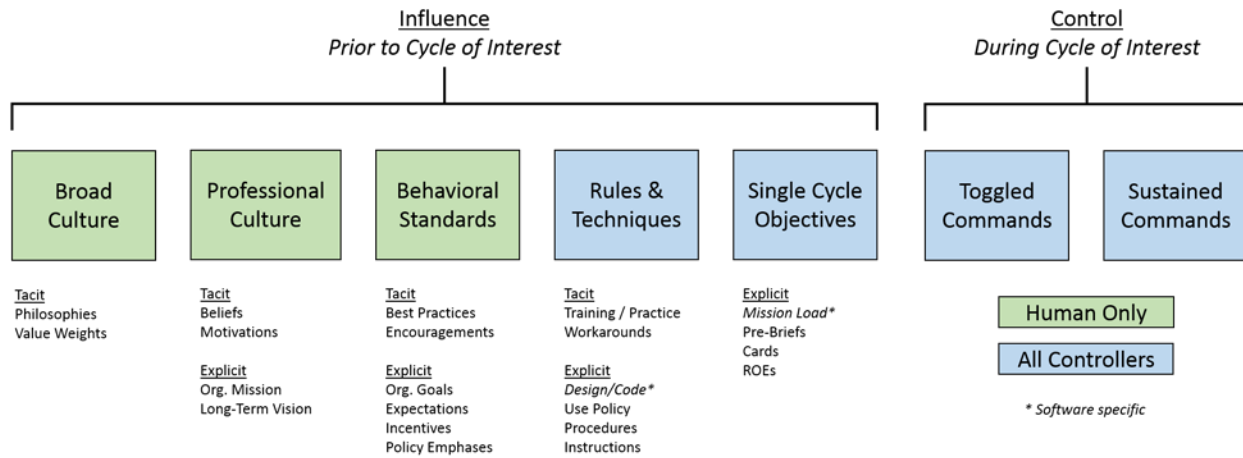 Influence
Prior to Cycle of Interest
Control
During Cycle of Interest
Broad
Culture
Professional
Culture
Behavioral
Standards
Rules &
Techniques
Single Cycle
Objectives
Toggled
Commands
Sustained
Commands
Tacit
Philosophies
Value Weights
Tacit
Beliefs
Motivations
Explicit
Org. Mission
Long-Term Vision
Tacit
Best Practices
Encouragements
Explicit
Org. Goals
Expectations
Incentives
Policy Emphases
Tacit
Training / Practice
Workarounds
Explicit
Design/Code*
Use Policy
Procedures
Instructions
Explicit
Mission Load*
Pre-Briefs
Cards
ROEs
Human Only
All Controllers
* Software specific